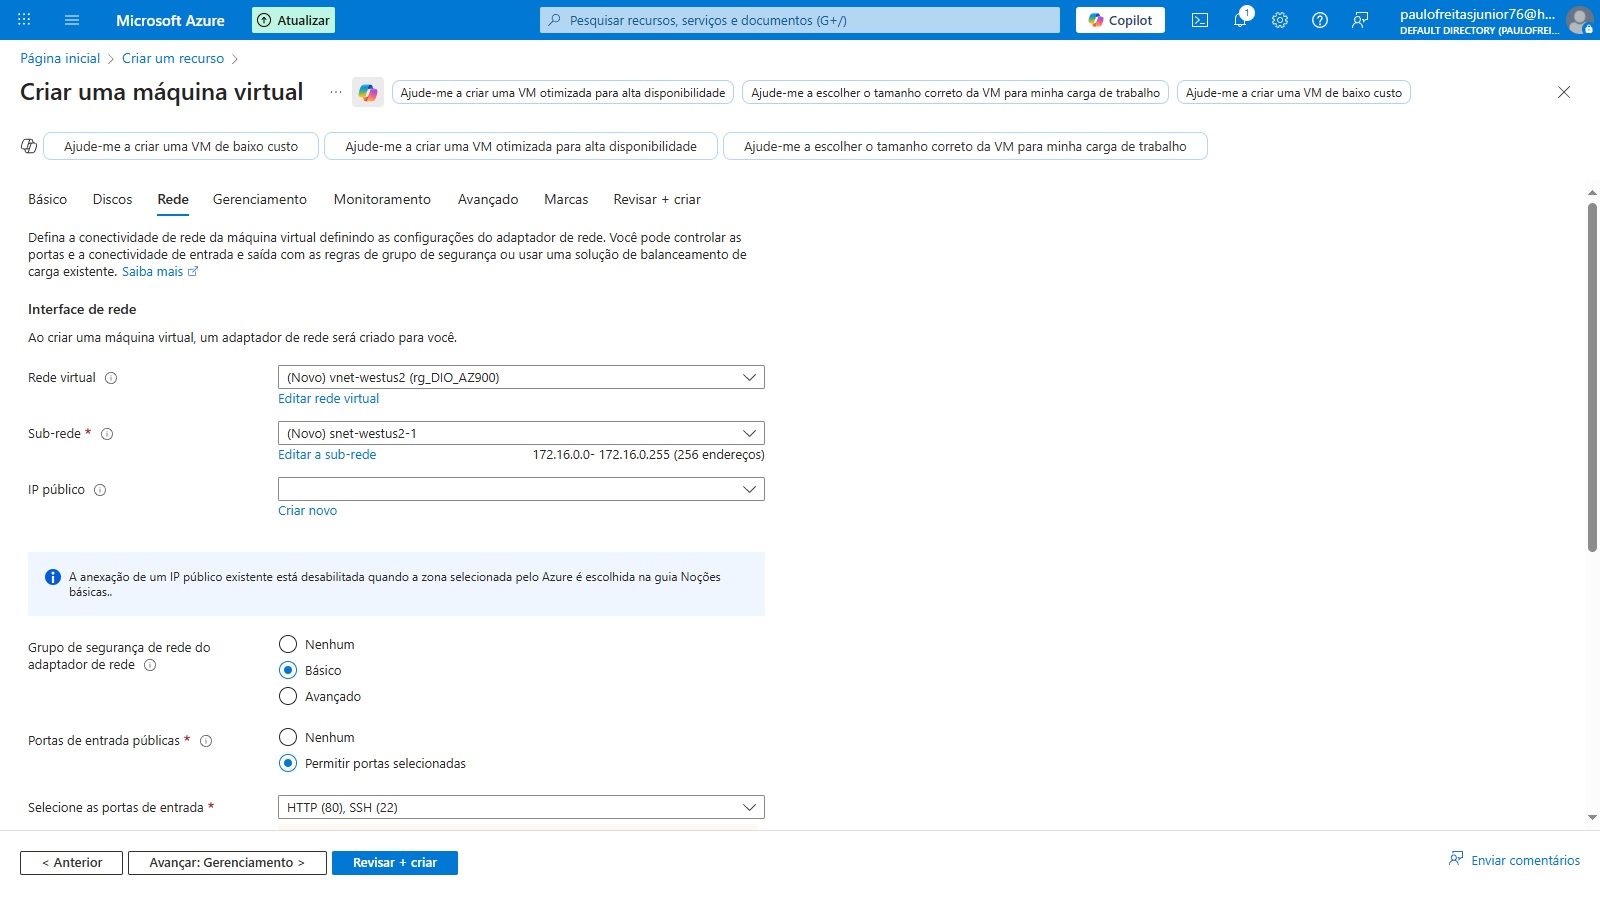 Microsoft Azure
Atualizar
Pesquisar recursos, serviços e documentos (G+/)
Copilot
1
paulofreitasjunior76@h...
DEFAULT DIRECTORY (PAULOFREI...
Página inicial > Criar um recurso >
Criar uma máquina virtual ...
Ajude-me a criar uma VM otimizada para alta disponibilidade
Ajude-me a escolher o tamanho correto da VM para minha carga de trabalho
Ajude-me a criar uma VM de baixo custo
Ajude-me a criar uma VM de baixo custo
Ajude-me a criar uma VM otimizada para alta disponibilidade
Ajude-me a escolher o tamanho correto da VM para minha carga de trabalho
Básico Discos Rede Gerenciamento Monitoramento Avançado Marcas Revisar + criar
Defina a conectividade de rede da máquina virtual definindo as configurações do adaptador de rede. Você pode controlar as
portas e a conectividade de entrada e saída com as regras de grupo de segurança ou usar uma solução de balanceamento de
carga existente. Saiba mais
Interface de rede
Ao criar uma máquina virtual, um adaptador de rede será criado para você.
Rede virtual
(Novo) vnet-westus2 (rg_DIO_AZ900)
Editar rede virtual
Sub-rede *
(Novo) snet-westus2-1
Editar a sub-rede
172.16.0.0- 172.16.0.255 (256 endereços)
IP público
Criar novo
A anexação de um IP público existente está desabilitada quando a zona selecionada pelo Azure é escolhida na guia Noções
básicas..
Grupo de segurança de rede do
adaptador de rede
Nenhum
Básico
Avançado
Portas de entrada públicas *
Nenhum
Permitir portas selecionadas
Selecione as portas de entrada *
HTTP (80), SSH (22)
< Anterior
Avançar: Gerenciamento >
Revisar + criar
Enviar comentários